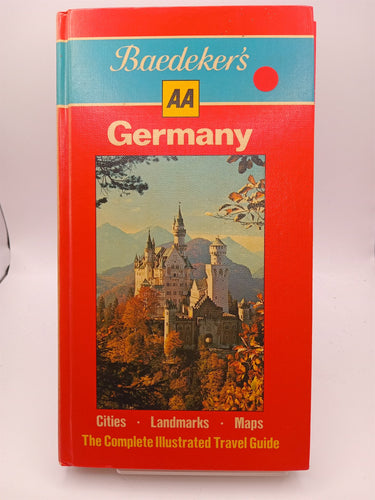 Baedeker's
AA
Germany
Cities · Landmarks · Maps
The Complete Illustrated Travel Guide